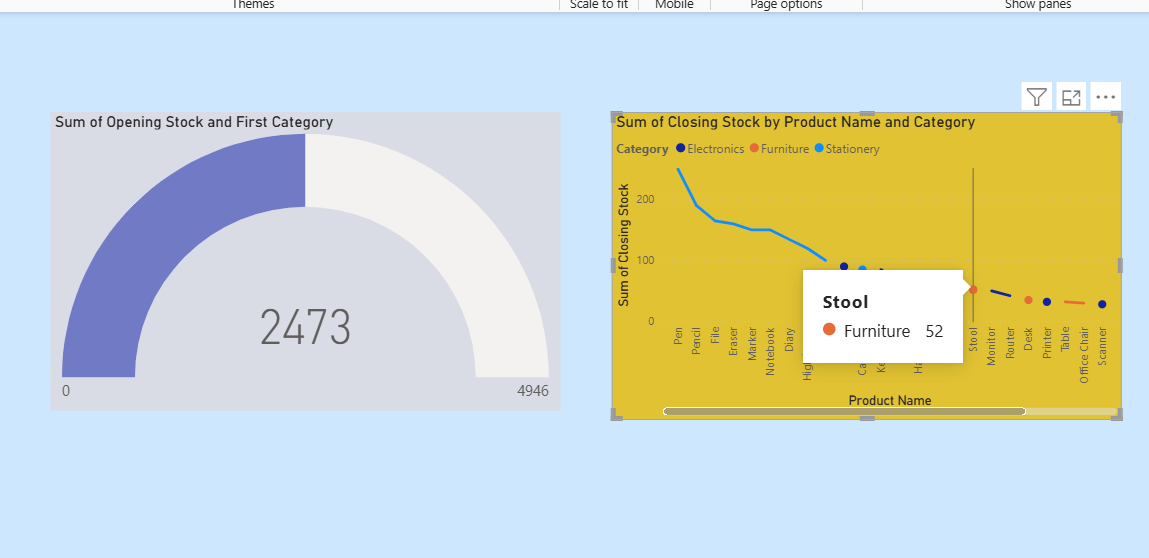 Themes Scale to fit Mobile Page options Show panes
Sum of Opening Stock and First Category
2473
0 4946
Sum of Closing Stock by Product Name and Category
Category Electronics Furniture Stationery
Sum of Closing Stock
200
100
0
Stool
Furniture 52
Pen
Pencil
File
Eraser
Marker
Notebook
Diary
Stool
Monitor
Router
Desk
Printer
Table
Office Chair
Scanner
Product Name